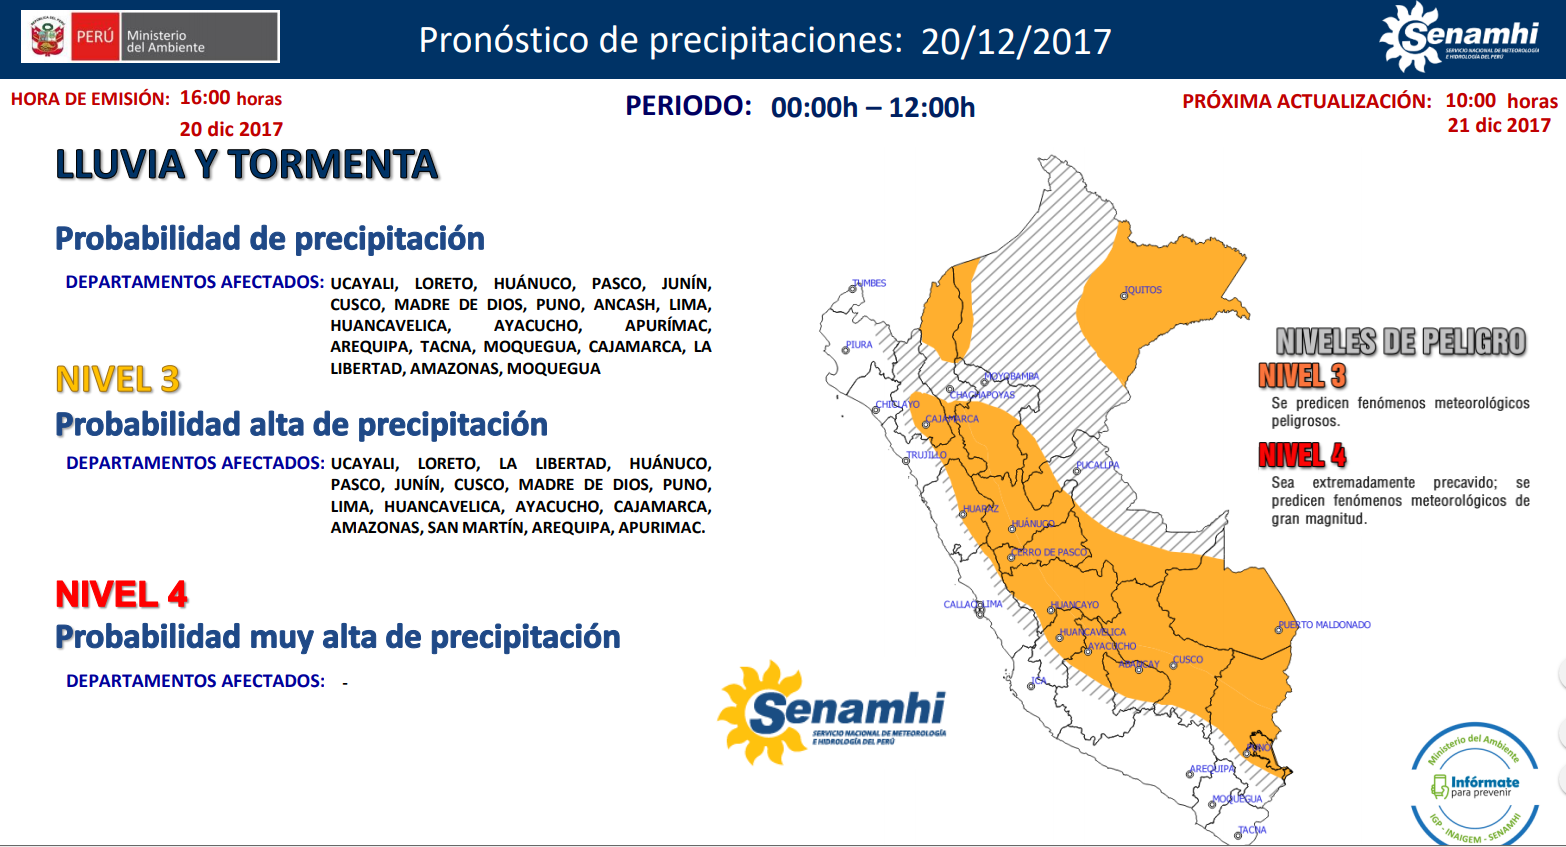 PERÚ
Ministerio
del Ambiente
Pronóstico de precipitaciones: 20/12/2017
Senamhi
SERVICIO NACIONAL DE METEOROLOGÍA
E HIDROLOGÍA DEL PERÚ
HORA DE EMISIÓN: 16:00 horas
20 dic 2017
PERIODO: 00:00h – 12:00h
PRÓXIMA ACTUALIZACIÓN: 10:00 horas
21 dic 2017
LLUVIA Y TORMENTA
Probabilidad de precipitación
DEPARTAMENTOS AFECTADOS: UCAYALI, LORETO, HUÁNUCO, PASCO, JUNÍN,
CUSCO, MADRE DE DIOS, PUNO, ANCASH, LIMA,
HUANCAVELICA, AYACUCHO, APURÍMAC,
AREQUIPA, TACNA, MOQUEGUA, CAJAMARCA, LA
LIBERTAD, AMAZONAS, MOQUEGUA
NIVEL 3
Probabilidad alta de precipitación
DEPARTAMENTOS AFECTADOS: UCAYALI, LORETO, LA LIBERTAD, HUÁNUCO,
PASCO, JUNÍN, CUSCO, MADRE DE DIOS, PUNO,
LIMA, HUANCAVELICA, AYACUCHO, CAJAMARCA,
AMAZONAS, SAN MARTÍN, AREQUIPA, APURIMAC.
NIVEL 4
Probabilidad muy alta de precipitación
DEPARTAMENTOS AFECTADOS: -
TUMBES
IQUITOS
PIURA
MOYOBAMBA
CHACHAPOYAS
CHICLAYO
CAJAMARCA
TRUJILLO
PUCALLPA
HUARAZ
HUÁNUCO
CERRO DE PASCO
CALLAO LIMA
HUANCAYO
HUANCAVELICA
AYACUCHO
PUERTO MALDONADO
ABANCAY
CUSCO
ICA
PUNO
AREQUIPA
MOQUEGUA
TACNA
NIVELES DE PELIGRO
NIVEL 3
Se predicen fenómenos meteorológicos
peligrosos.
NIVEL 4
Sea extremadamente precavido; se
predicen fenómenos meteorológicos de
gran magnitud.
Senamhi
SERVICIO NACIONAL DE METEOROLOGÍA
E HIDROLOGÍA DEL PERÚ
Ministerio del Ambiente
Infórmate
para prevenir
IGP - INAIGEM - SENAMHI